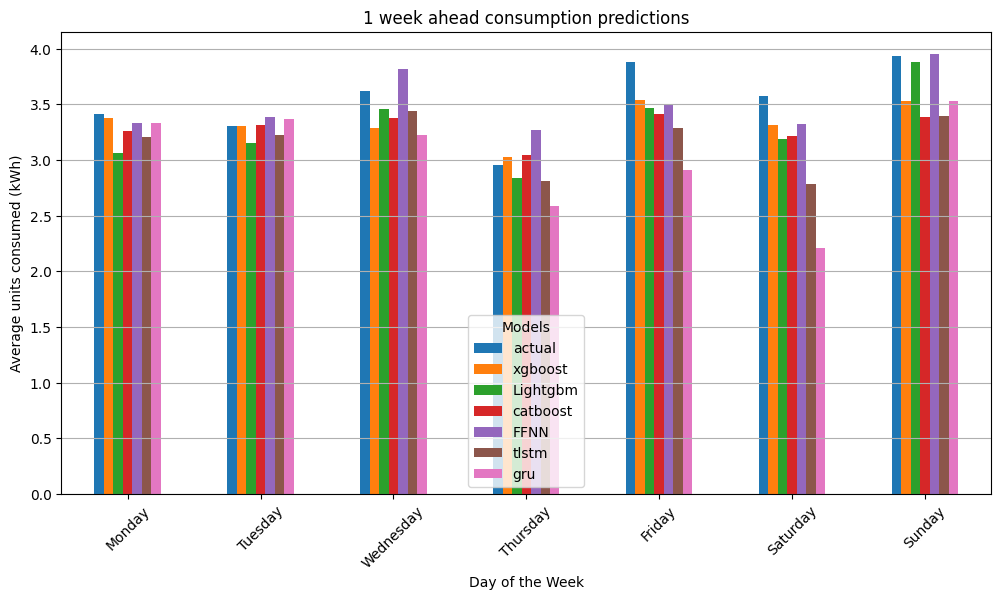 1 week ahead consumption predictions
Average units consumed (kWh)
4.0
3.5
3.0
2.5
2.0
1.5
1.0
0.5
0.0
Models
actual
xgboost
Lightgbm
catboost
FFNN
tlstm
gru
Monday
Tuesday
Wednesday
Thursday
Friday
Saturday
Sunday
Day of the Week